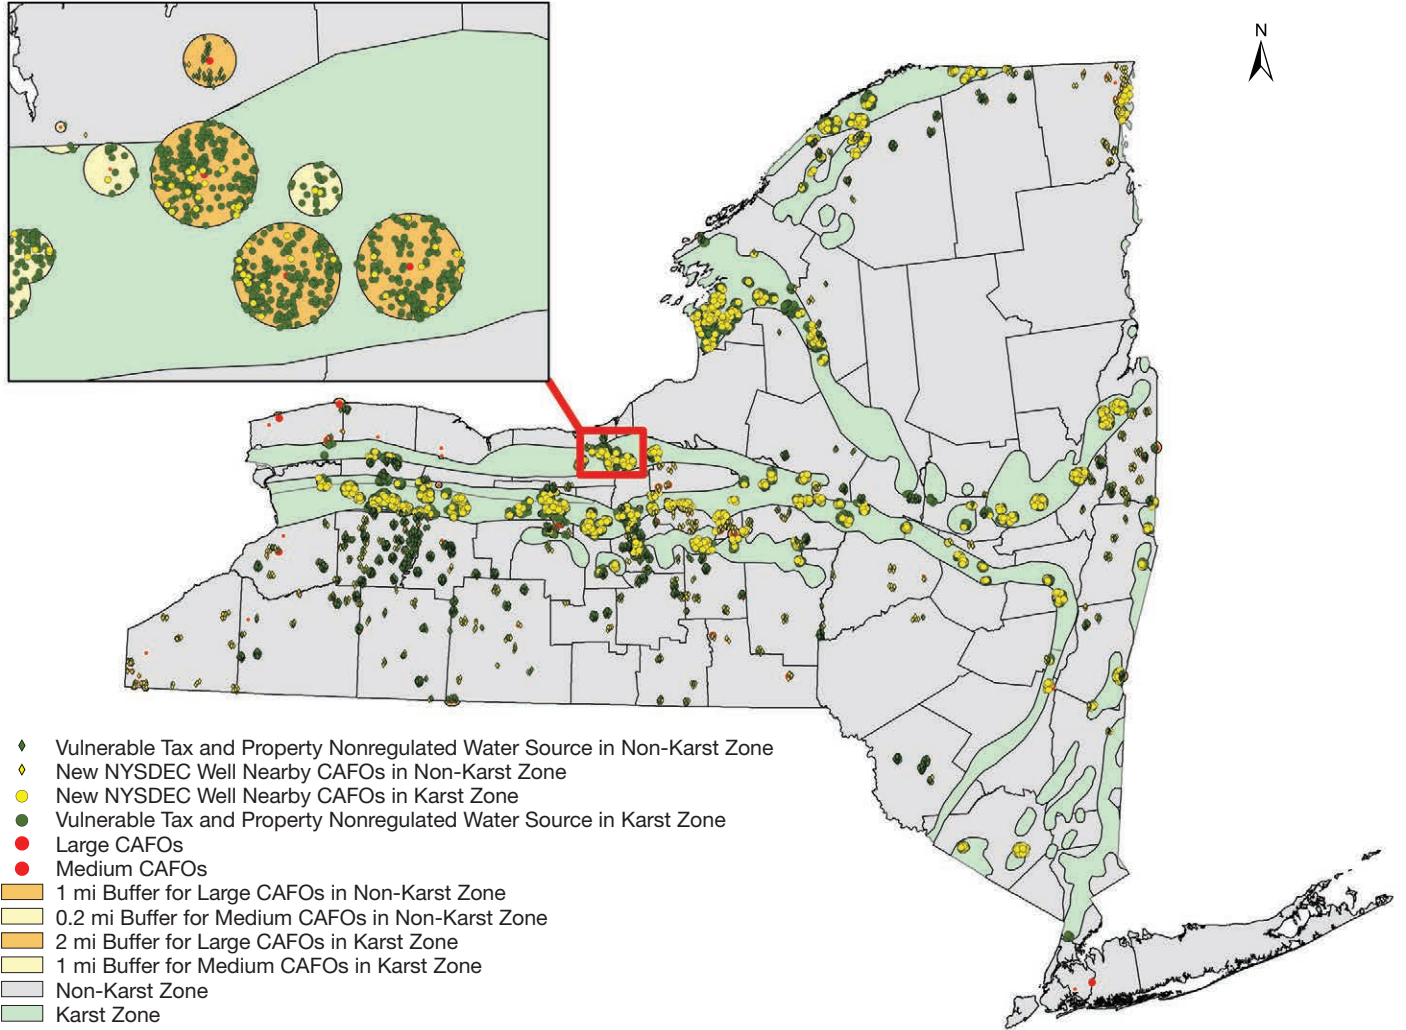 N
Vulnerable Tax and Property Nonregulated Water Source in Non-Karst Zone
New NYSDEC Well Nearby CAFOs in Non-Karst Zone
New NYSDEC Well Nearby CAFOs in Karst Zone
Vulnerable Tax and Property Nonregulated Water Source in Karst Zone
Large CAFOs
Medium CAFOs
1 mi Buffer for Large CAFOs in Non-Karst Zone
0.2 mi Buffer for Medium CAFOs in Non-Karst Zone
2 mi Buffer for Large CAFOs in Karst Zone
1 mi Buffer for Medium CAFOs in Karst Zone
Non-Karst Zone
Karst Zone